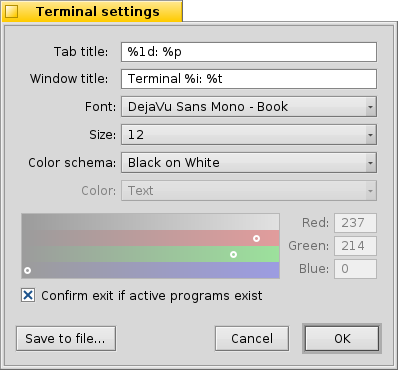 Terminal settings
Tab title: %1d: %p
Window title: Terminal %i: %t
Font: DejaVu Sans Mono - Book
Size: 12
Color schema: Black on White
Color: Text
Red: 237
Green: 214
Blue: 0
Confirm exit if active programs exist
Save to file... Cancel OK